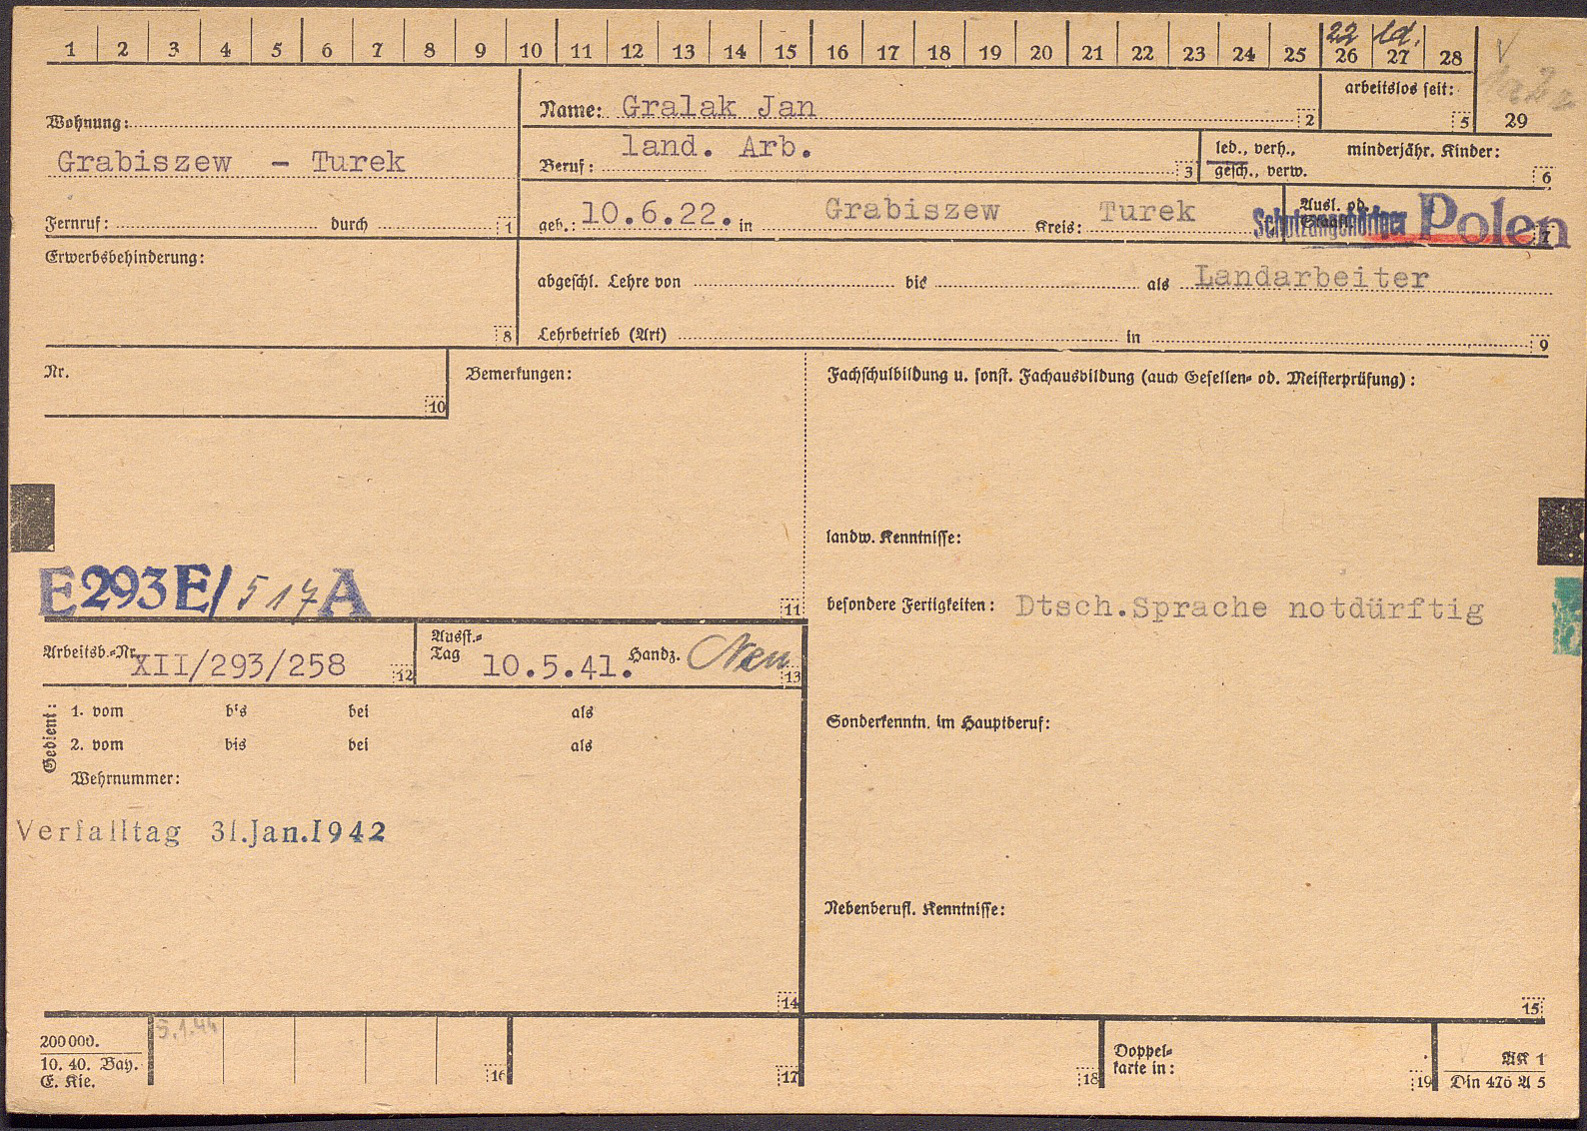 1 2 3 4 5 6 7 8 9 10 11 12 13 14 15 16 17 18 19 20 21 22 23 24 25 26 27 28 29
22 ld.
Wohnung:
Grabiszew - Turek
Fernruf: durch 1
Name: Gralak Jan 2
arbeitslos seit: 5
Beruf: land. Arb. 3
led., verh., minderjähr. Kinder:
gesch., verw. 6
geb.: 10.6.22. in Grabiszew Kreis: Turek
Ausl. od.
Schutzangehöriger Polen 7
Erwerbsbehinderung:
8
abgeschl. Lehre von bis als Landarbeiter
Lehrbetrieb (Art) in 9
Nr.
10
Bemerkungen:
11
E293E/517A
Arbeitsb.-Nr. XII/293/258 12
Ausst.-
Tag 10.5.41. Handz. 13
Gedient:
1. vom bis bei als
2. vom bis bei als
Wehrnummer:
Verfalltag 31.Jan.1942
14
Fachschulbildung u. sonst. Fachausbildung (auch Gesellen- od. Meisterprüfung):
landw. Kenntnisse:
besondere Fertigkeiten: Dtsch.Sprache notdürftig
Sonderkenntn. im Hauptberuf:
Nebenberufl. Kenntnisse:
15
200000.
10. 40. Bay.
E. Kie.
16
17
18
Doppel-
karte in: 19
AK 1
Din 476 A 5